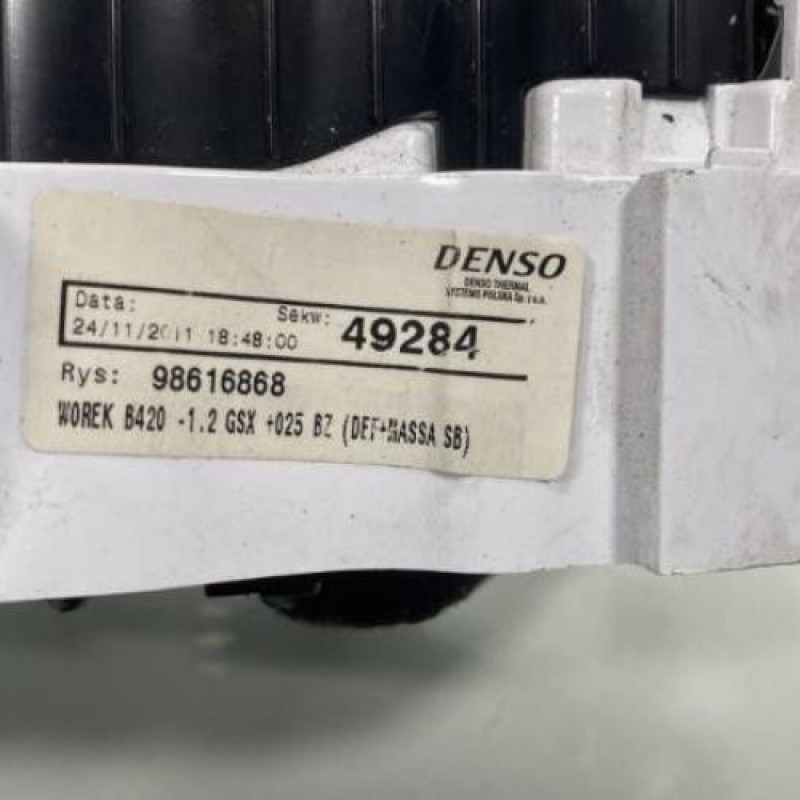 DENSO
DENSO THERMAL
SYSTEMS POLSKA Sp. z o.o.
Data: Sekw: 49284
24/11/2011 18:48:00
Rys: 98616868
WOREK B420 -1.2 GSX +025 BZ (DEF+MASSA SB)